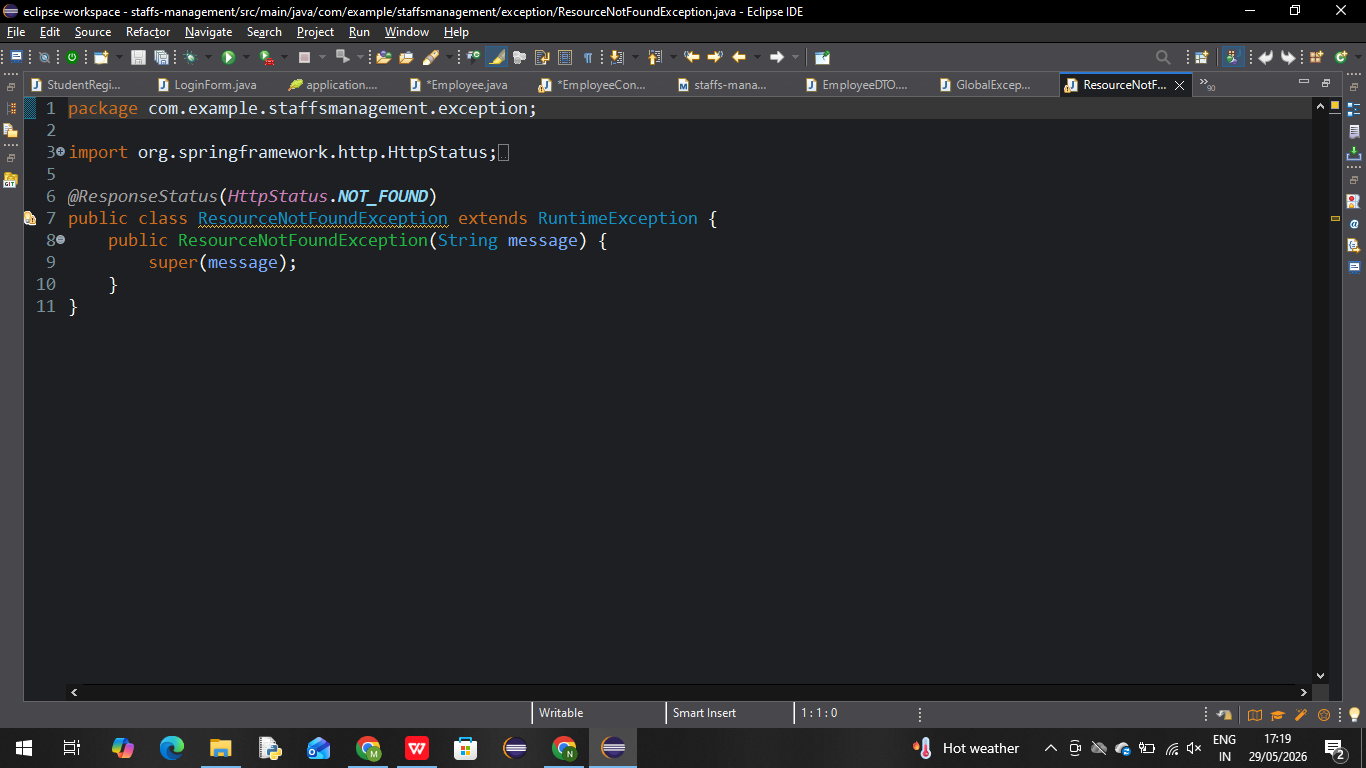 eclipse-workspace - staffs-management/src/main/java/com/example/staffsmanagement/exception/ResourceNotFoundException.java - Eclipse IDE
File Edit Source Refactor Navigate Search Project Run Window Help
StudentRegi... LoginForm.java application.... *Employee.java *EmployeeCon... staffs-mana... EmployeeDTO.... GlobalExcep... ResourceNotF... 90
1 package com.example.staffsmanagement.exception;
2
3 import org.springframework.http.HttpStatus;
5
6 @ResponseStatus(HttpStatus.NOT_FOUND)
7 public class ResourceNotFoundException extends RuntimeException {
8 public ResourceNotFoundException(String message) {
9 super(message);
10 }
11 }
Writable Smart Insert 1 : 1 : 0
Hot weather ENG IN 17:19 29/05/2026 2